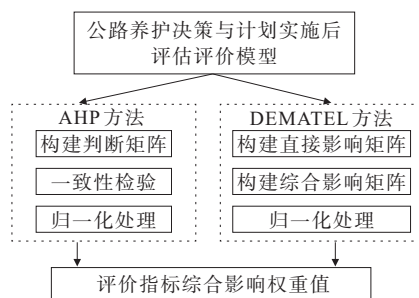 公路养护决策与计划实施后
评估评价模型
AHP方法
构建判断矩阵
一致性检验
归一化处理
DEMATEL方法
构建直接影响矩阵
构建综合影响矩阵
归一化处理
评价指标综合影响权重值